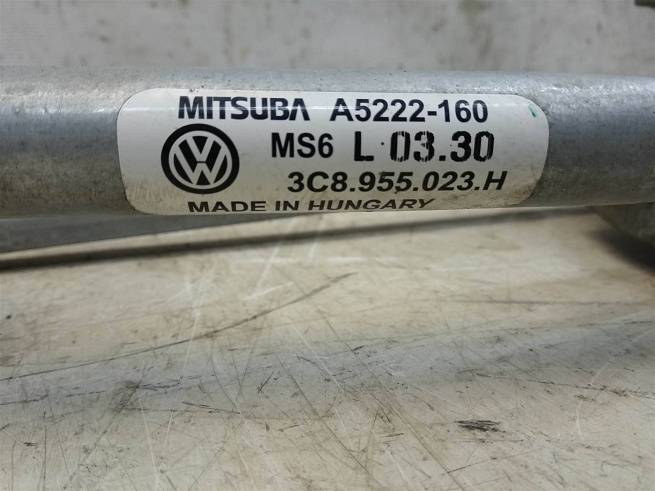 MITSUBA A5222-160
MS6 L 03.30
3C8.955.023.H
MADE IN HUNGARY